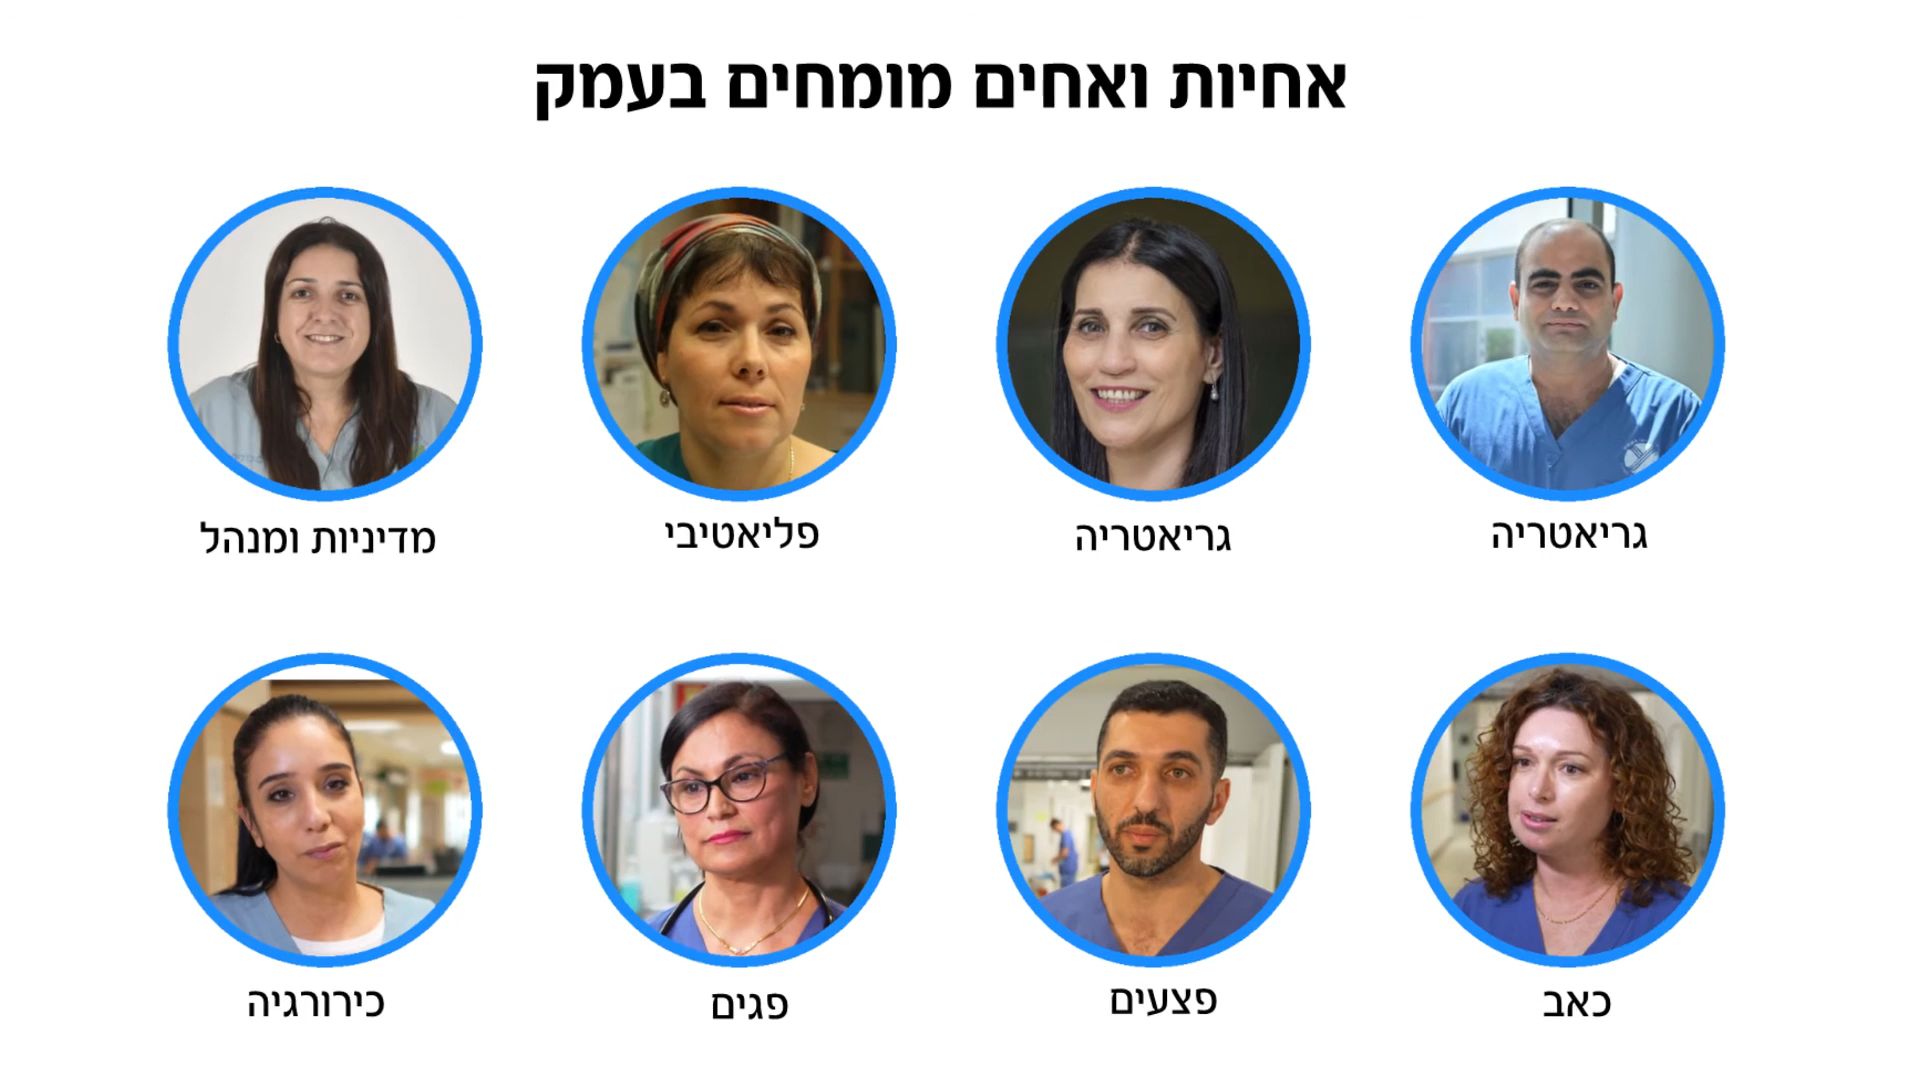 אחיות ואחים מומחים בעמק
גריאטריה
גריאטריה
פליאטיבי
מדיניות ומנהל
כאב
פצעים
פגים
כירורגיה